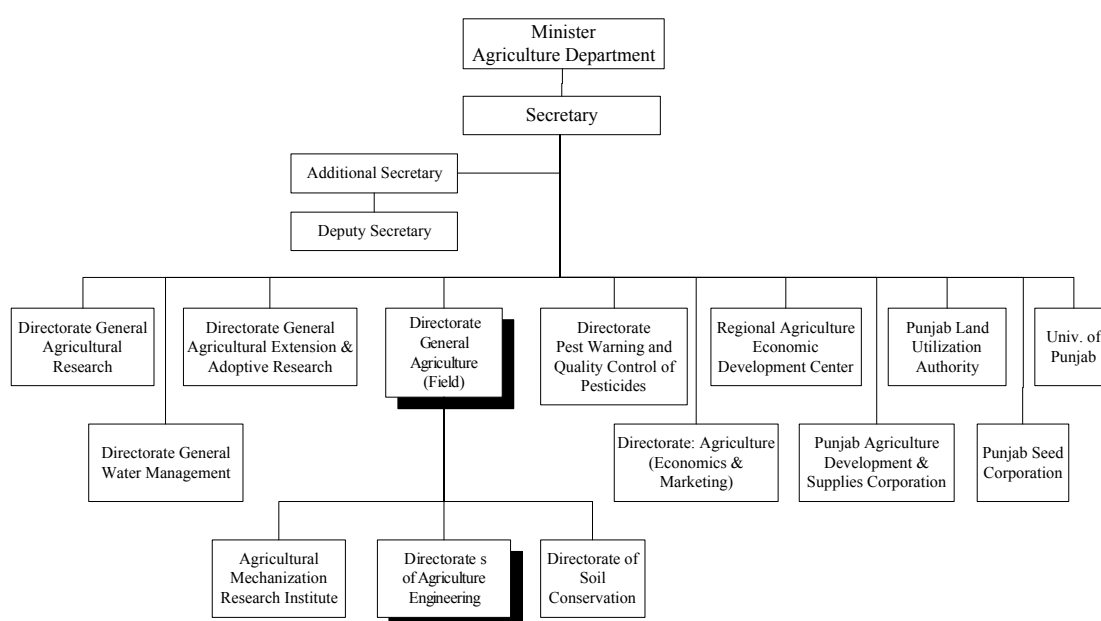 Minister
Agriculture Department
Secretary
Additional Secretary
Deputy Secretary
Directorate General
Agricultural
Research
Directorate General
Agricultural Extension &
Adoptive Research
Directorate
General
Agriculture
(Field)
Directorate
Pest Warning and
Quality Control of
Pesticides
Regional Agriculture
Economic
Development Center
Punjab Land
Utilization
Authority
Univ. of
Punjab
Directorate General
Water Management
Directorate: Agriculture
(Economics &
Marketing)
Punjab Agriculture
Development &
Supplies Corporation
Punjab Seed
Corporation
Agricultural
Mechanization
Research Institute
Directorate s
of Agriculture
Engineering
Directorate of
Soil
Conservation